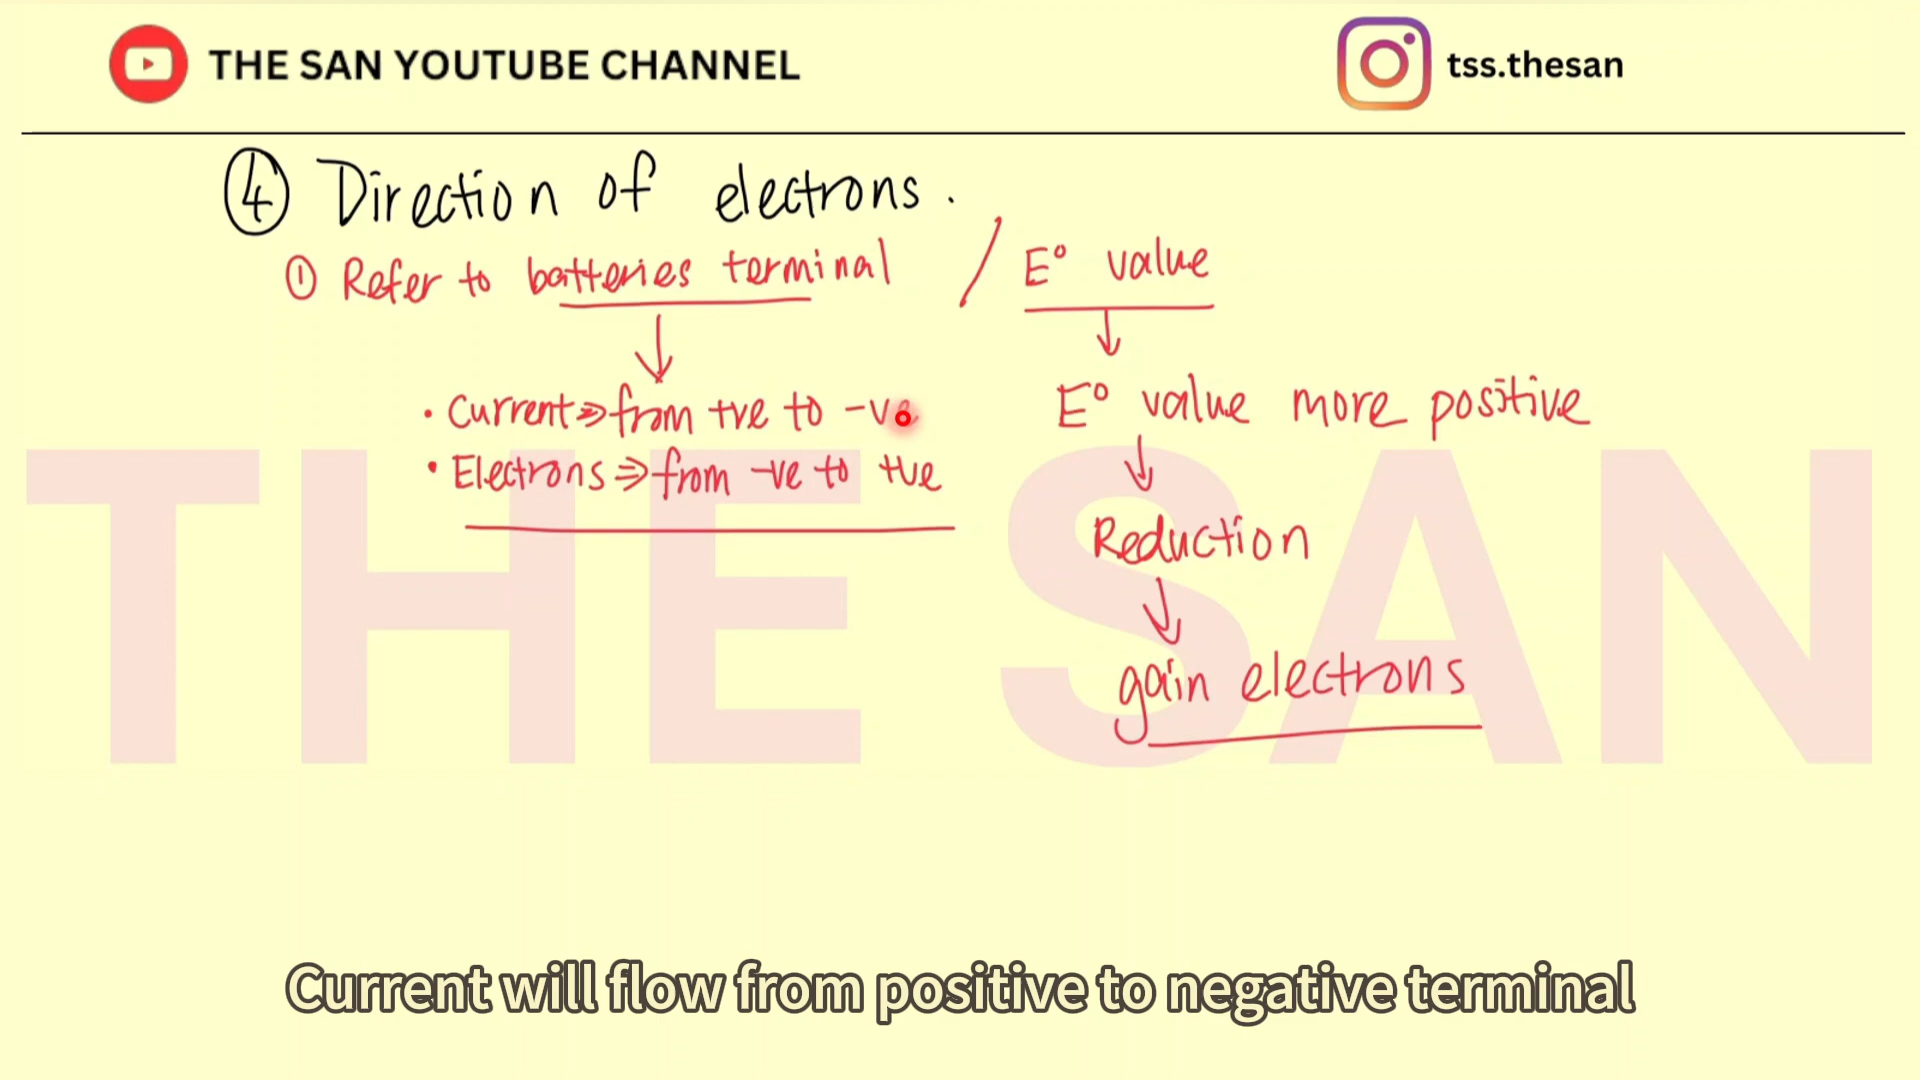 THE SAN YOUTUBE CHANNEL
tss.thesan
④ Direction of electrons.
① Refer to batteries terminal / E° value
↓ ↓
• Current ⇒ from +ve to -ve
E° value more positive
• Electrons ⇒ from -ve to +ve
↓
Reduction
↓
gain electrons
THE SAN
Current will flow from positive to negative terminal